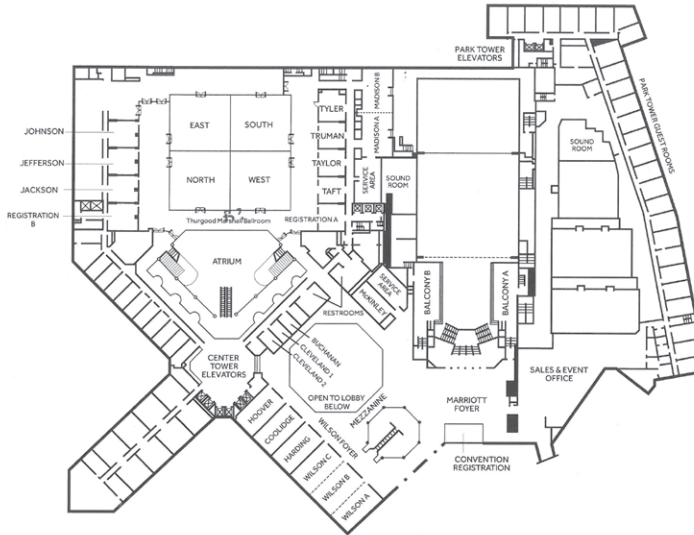 PARK TOWER
ELEVATORS
PARK TOWER GUEST ROOMS
JOHNSON
JEFFERSON
JACKSON
REGISTRATION
B
EAST
SOUTH
NORTH
WEST
Thurgood Marshall Ballroom
REGISTRATION A
TYLER
TRUMAN
TAYLOR
TAFT
MADISON B
MADISON A
SERVICE
AREA
SOUND
ROOM
SOUND
ROOM
ATRIUM
RESTROOMS
SERVICE
AREA
McKINLEY
BALCONY B
BALCONY A
CENTER
TOWER
ELEVATORS
BUCHANAN
CLEVELAND 1
CLEVELAND 2
OPEN TO LOBBY
BELOW
MEZZANINE
WILSON FOYER
HOOVER
COOLIDGE
HARDING
WILSON C
WILSON B
WILSON A
MARRIOTT
FOYER
SALES & EVENT
OFFICE
CONVENTION
REGISTRATION